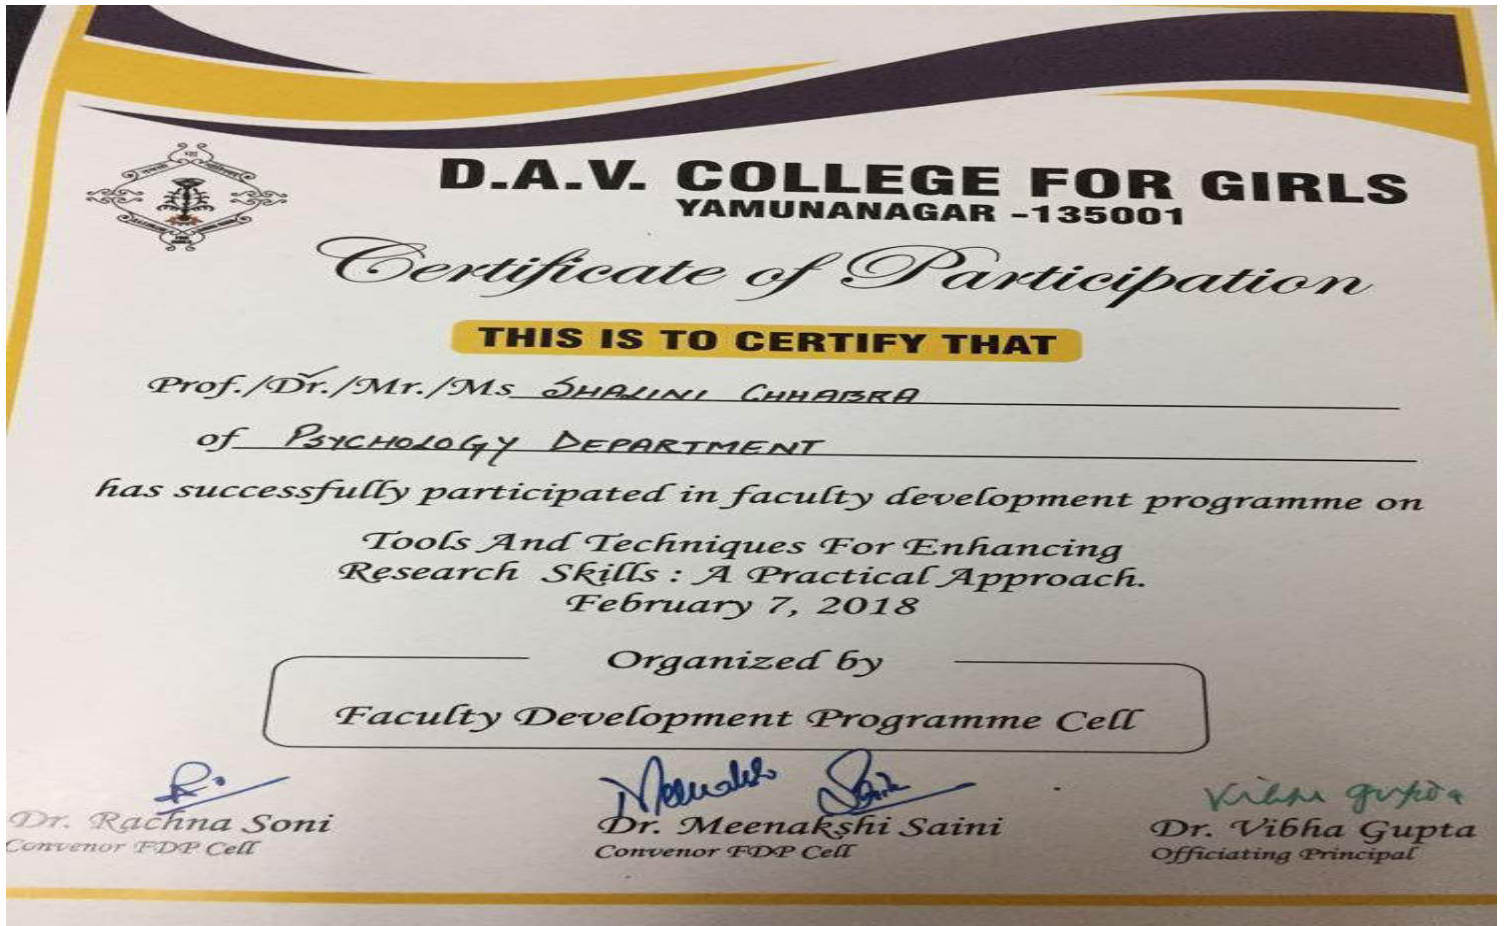 D.A.V. COLLEGE FOR GIRLS
YAMUNANAGAR -135001
Certificate of Participation
THIS IS TO CERTIFY THAT
Prof./Dr./Mr./Ms SHALINI CHHABRA
of PSYCHOLOGY DEPARTMENT
has successfully participated in faculty development programme on
Tools And Techniques For Enhancing
Research Skills : A Practical Approach.
February 7, 2018
Organized by
Faculty Development Programme Cell
Meenakshi Saini
Vibha Gupta
Dr. Rachna Soni
Dr. Meenakshi Saini
Dr. Vibha Gupta
Convenor FDP Cell
Convenor FDP Cell
Officiating Principal